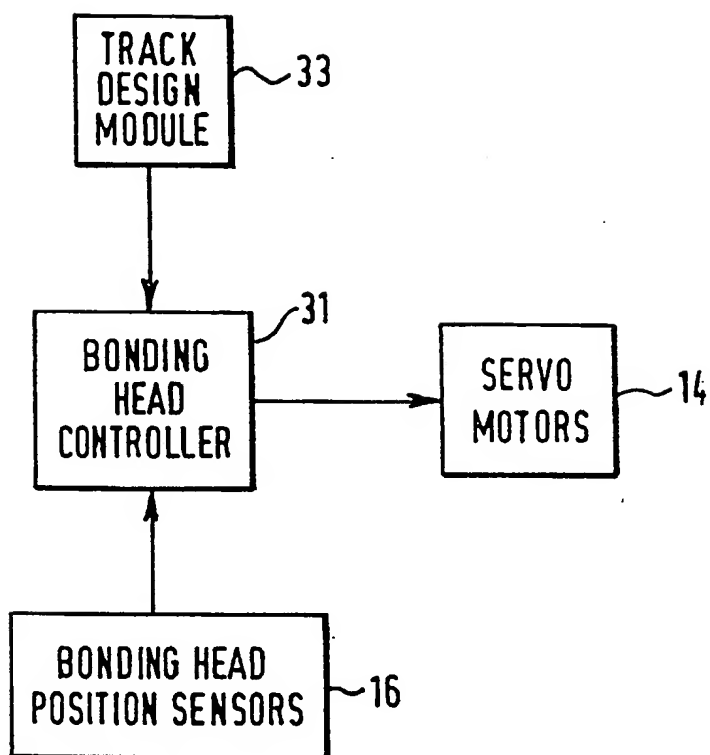 TRACK
DESIGN
MODULE
33
BONDING
HEAD
CONTROLLER
31
SERVO
MOTORS
14
BONDING HEAD
POSITION SENSORS
16